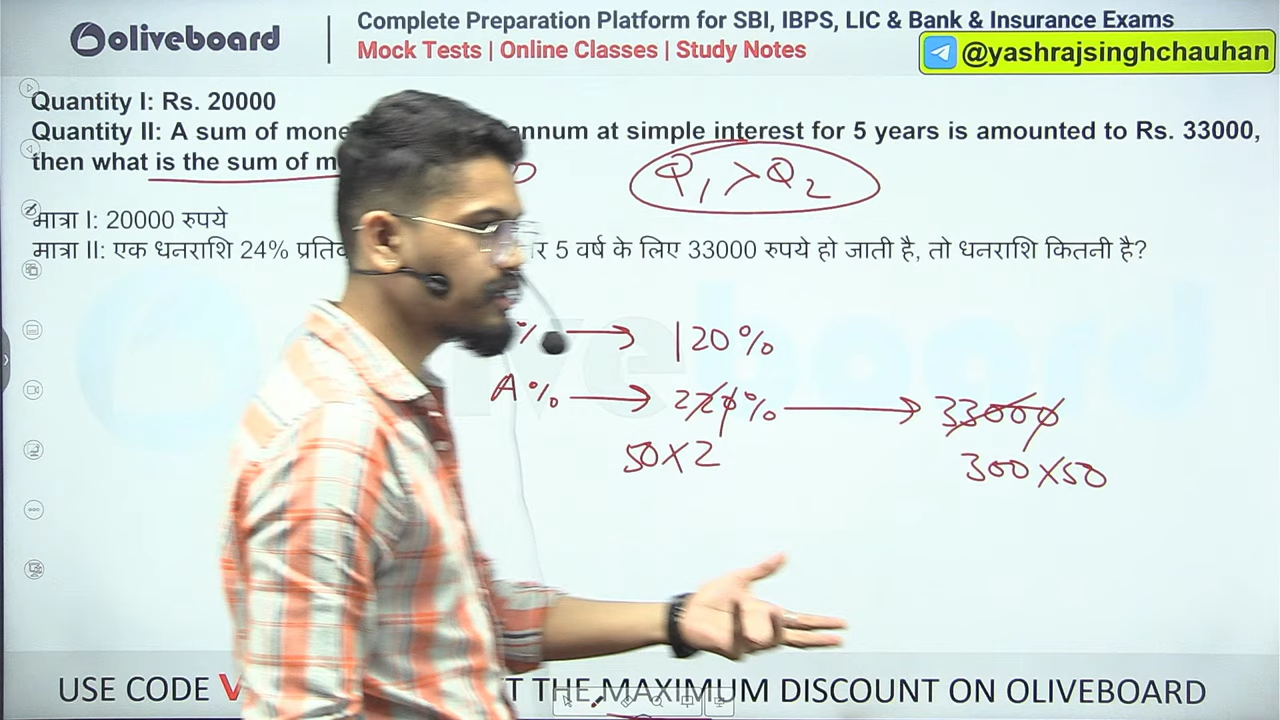 oliveboard
Complete Preparation Platform for SBI, IBPS, LIC & Bank & Insurance Exams
Mock Tests | Online Classes | Study Notes
@yashrajsinghchauhan
Quantity I: Rs. 20000
Quantity II: A sum of annum at simple interest for 5 years is amounted to Rs. 33000,
then what is the sum of
Q1 > Q2
मात्रा I: 20000 रुपये
मात्रा II: एक धनराशि 24% 5 वर्ष के लिए 33000 रुपये हो जाती है, तो धनराशि कितनी है?
% → 120%
A% → 220% → 33000
50×2
300×50
USE CODE THE MAXIMUM DISCOUNT ON OLIVEBOARD